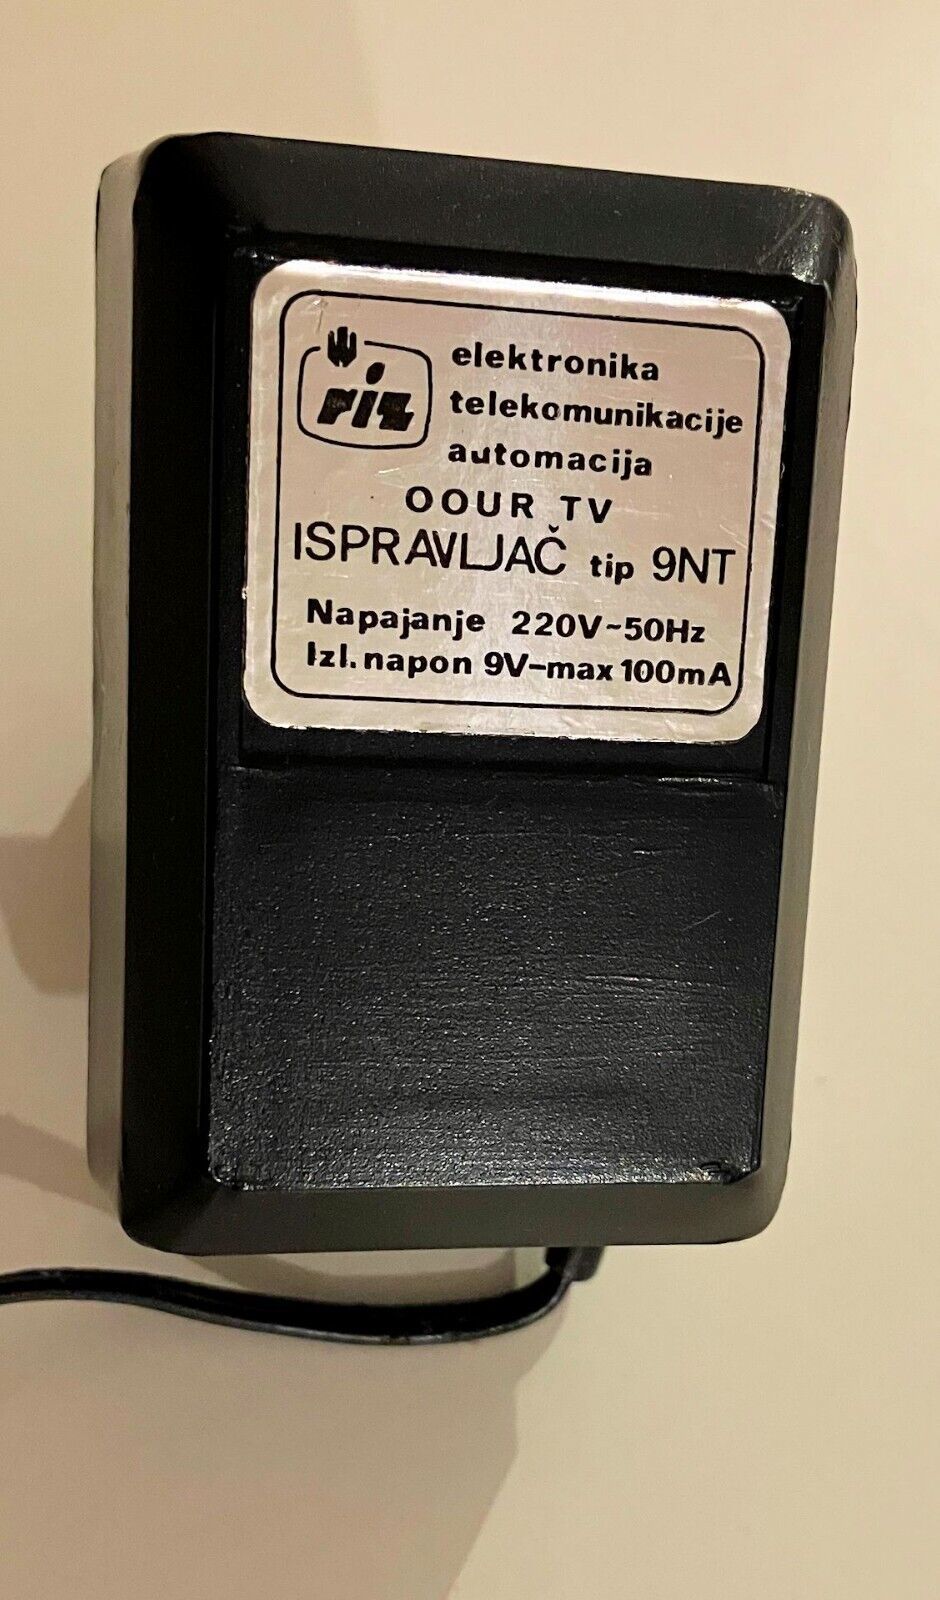 riz
elektronika
telekomunikacije
automacija
OOUR TV
ISPRAVLJAČ tip 9NT
Napajanje 220V~50Hz
Izl. napon 9V-max 100mA